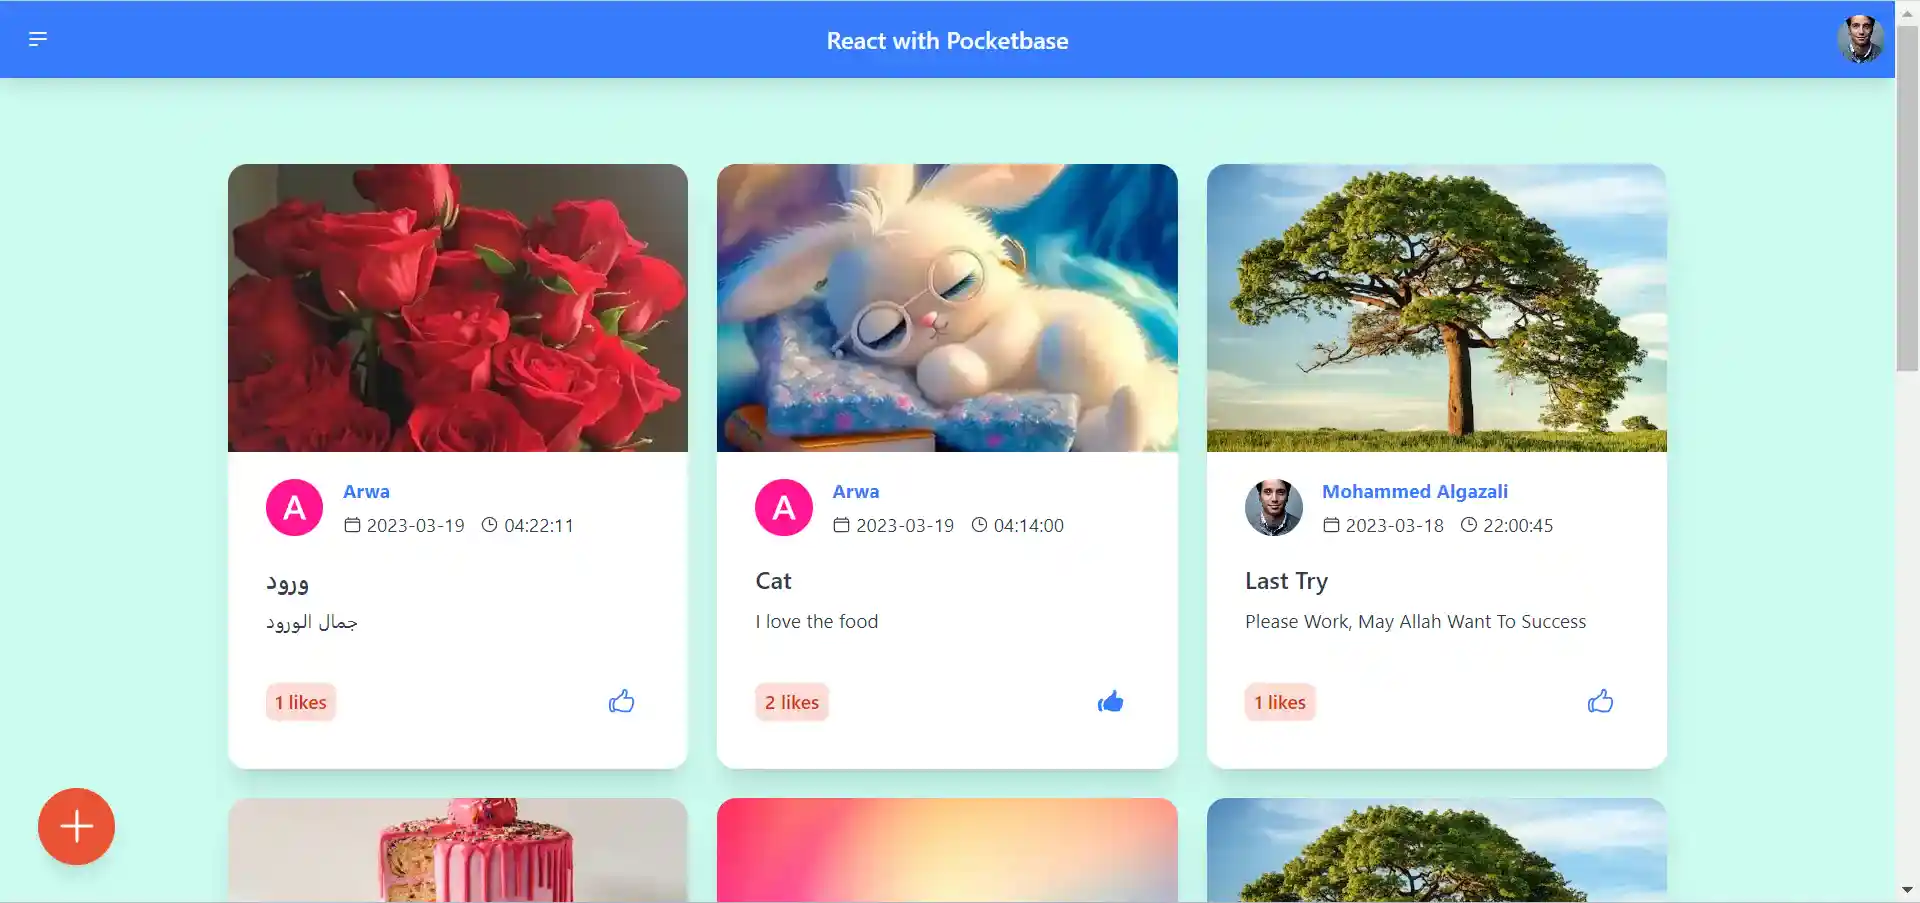 React with Pocketbase
A
Arwa
2023-03-19 04:22:11
ورود
جمال الورود
1 likes
A
Arwa
2023-03-19 04:14:00
Cat
I love the food
2 likes
Mohammed Algazali
2023-03-18 22:00:45
Last Try
Please Work, May Allah Want To Success
1 likes